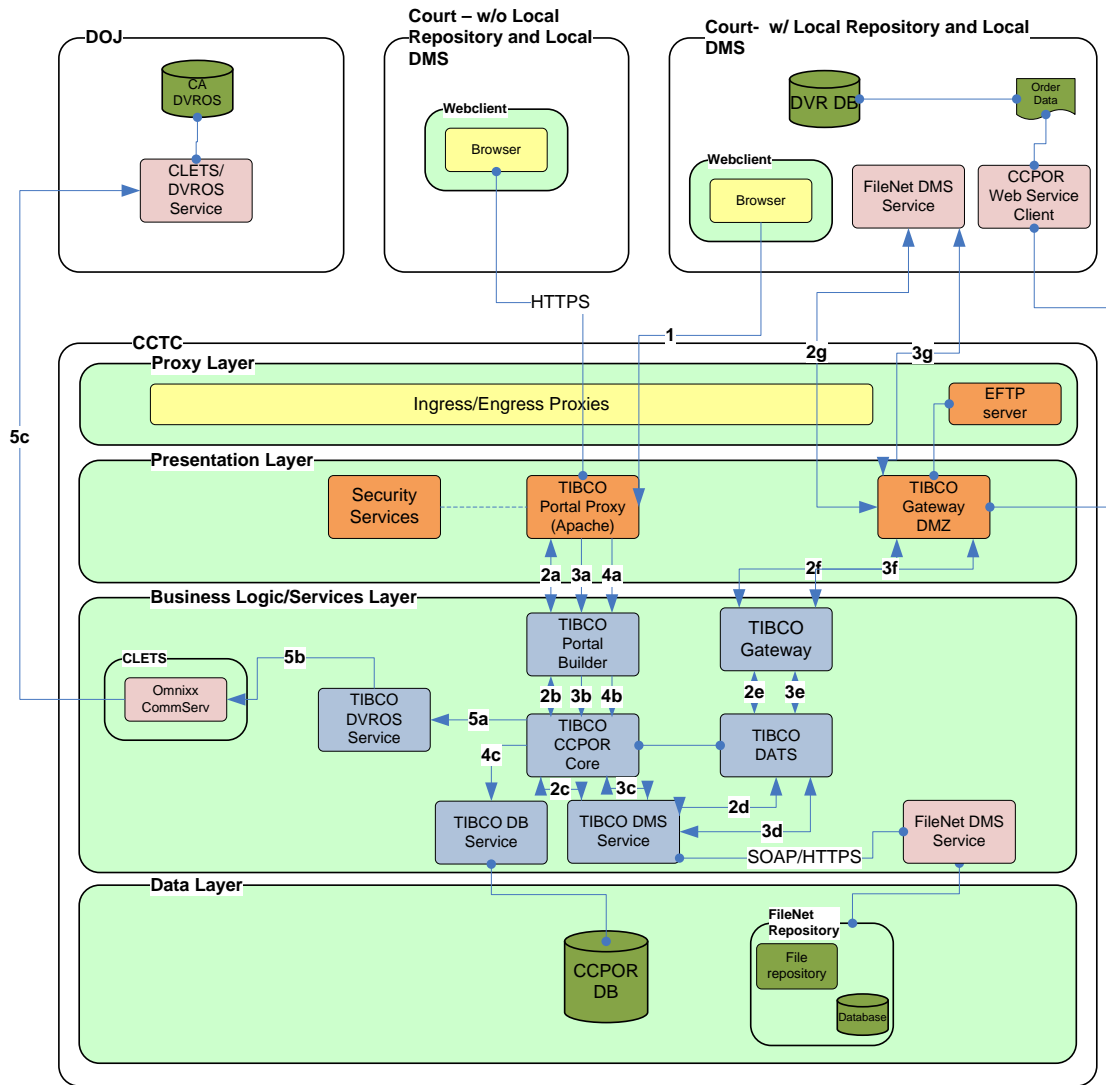 DOJ
CA
DVROS
CLETS/
DVROS
Service
Court – w/o Local
Repository and Local
DMS
Webclient
Browser
Court-  w/ Local Repository and Local
DMS
DVR DB
Order
Data
Webclient
Browser
FileNet DMS
Service
CCPOR
Web Service
Client
HTTPS
1
2g
3g
5c
CCTC
Proxy Layer
Ingress/Engress Proxies
EFTP
server
Presentation Layer
Security
Services
TIBCO
Portal Proxy
(Apache)
TIBCO
Gateway
DMZ
2a
3a
4a
2f
3f
Business Logic/Services Layer
TIBCO
Portal
Builder
TIBCO
Gateway
CLETS
Omnixx
CommServ
5b
TIBCO
DVROS
Service
5a
2b
3b
4b
2e
3e
TIBCO
CCPOR
Core
TIBCO
DATS
4c
2c
3c
2d
3d
TIBCO DB
Service
TIBCO DMS
Service
SOAP/HTTPS
FileNet DMS
Service
Data Layer
CCPOR
DB
FileNet
Repository
File
repository
Database